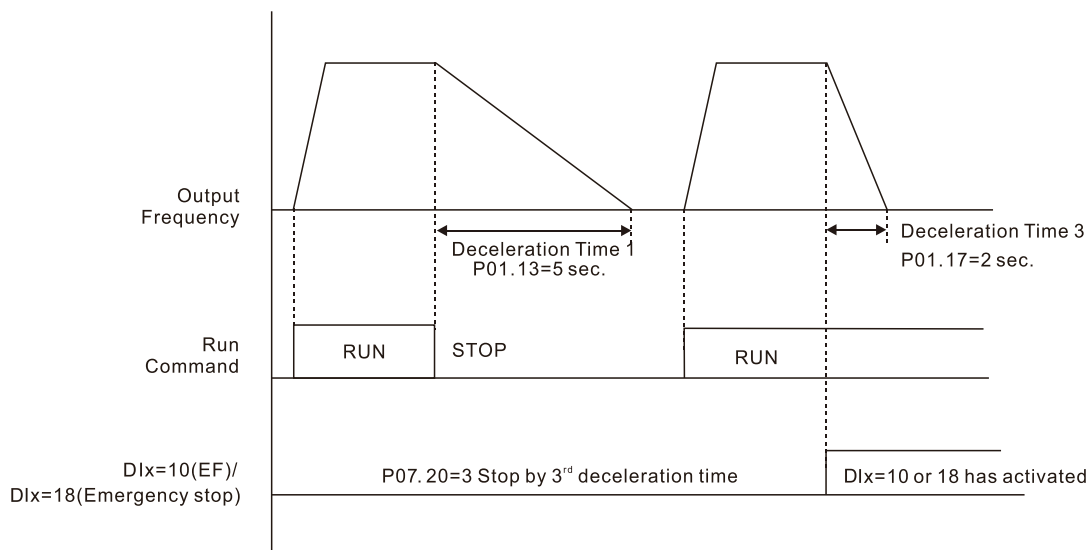 Output
Frequency
Deceleration Time 1
P01.13=5 sec.
Deceleration Time 3
P01.17=2 sec.
Run
Command
RUN
STOP
RUN
DIx=10(EF)/
DIx=18(Emergency stop)
P07.20=3 Stop by 3rd deceleration time
DIx=10 or 18 has activated